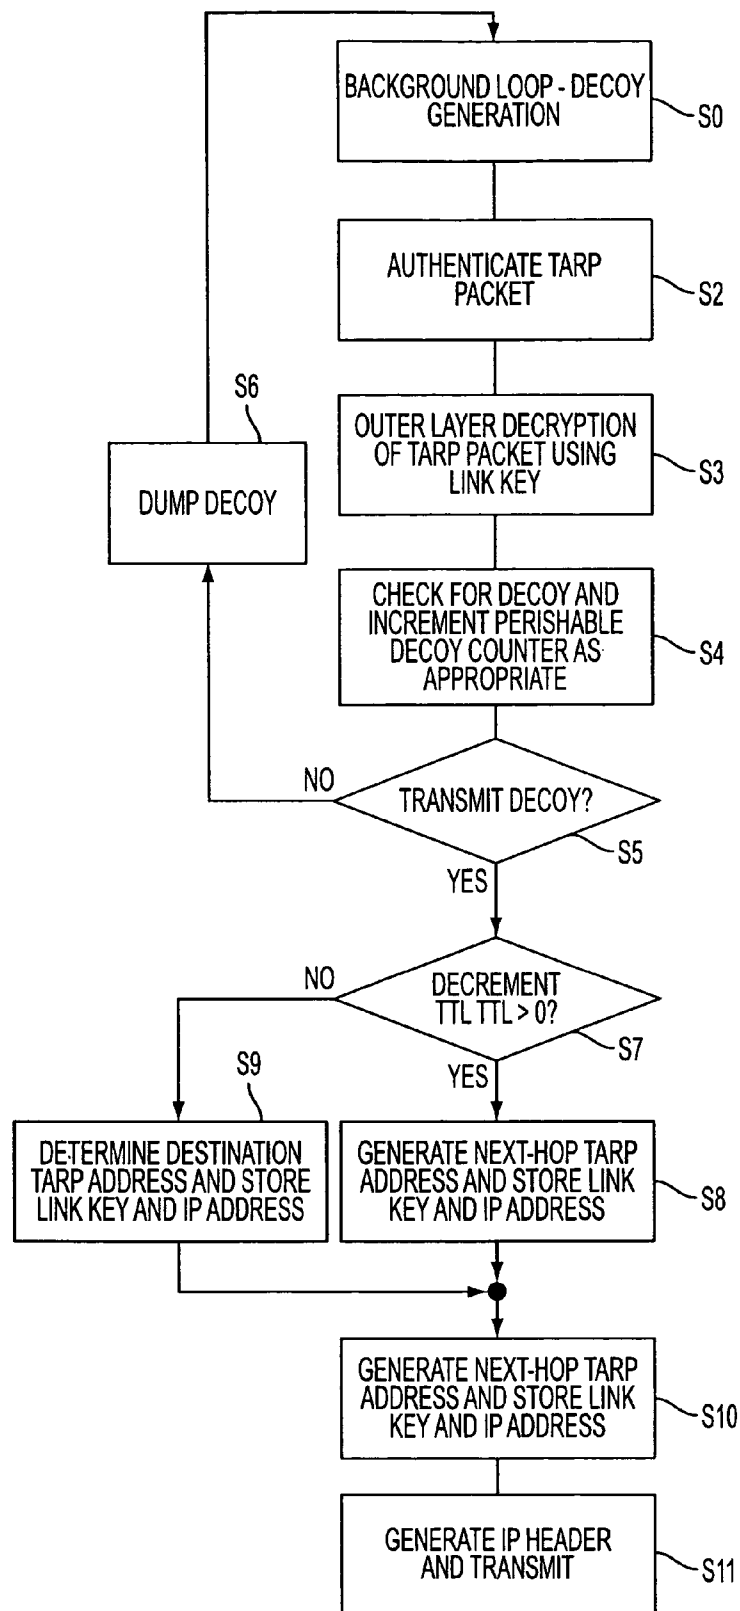 BACKGROUND LOOP - DECOY
GENERATION
S0
AUTHENTICATE TARP
PACKET
S2
S6
OUTER LAYER DECRYPTION
OF TARP PACKET USING
LINK KEY
S3
DUMP DECOY
CHECK FOR DECOY AND
INCREMENT PERISHABLE
DECOY COUNTER AS
APPROPRIATE
S4
NO
TRANSMIT DECOY?
S5
YES
NO
DECREMENT
TTL TTL > 0?
S7
YES
S9
DETERMINE DESTINATION
TARP ADDRESS AND STORE
LINK KEY AND IP ADDRESS
GENERATE NEXT-HOP TARP
ADDRESS AND STORE LINK
KEY AND IP ADDRESS
S8
GENERATE NEXT-HOP TARP
ADDRESS AND STORE LINK
KEY AND IP ADDRESS
S10
GENERATE IP HEADER
AND TRANSMIT
S11